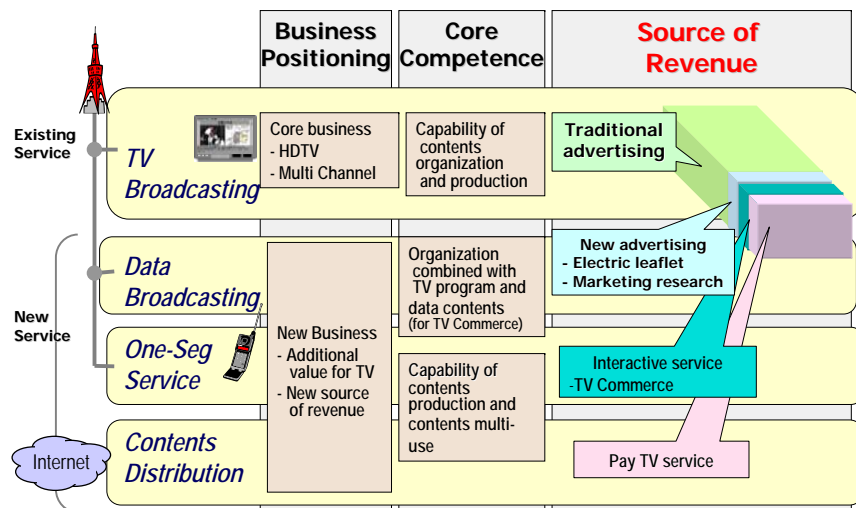 Business
Positioning
Core
Competence
Source of
Revenue
Existing
Service
TV
Broadcasting
Core business
- HDTV
- Multi Channel
Capability of
contents
organization
and production
Traditional
advertising
New
Service
Data
Broadcasting
One-Seg
Service
Contents
Distribution
Internet
New Business
- Additional
value for TV
- New source
of revenue
Organization
combined with
TV program and
data contents
(for TV Commerce)
Capability of
contents
production and
contents multi-
use
New advertising
- Electric leaflet
- Marketing research
Interactive service
-TV Commerce
Pay TV service